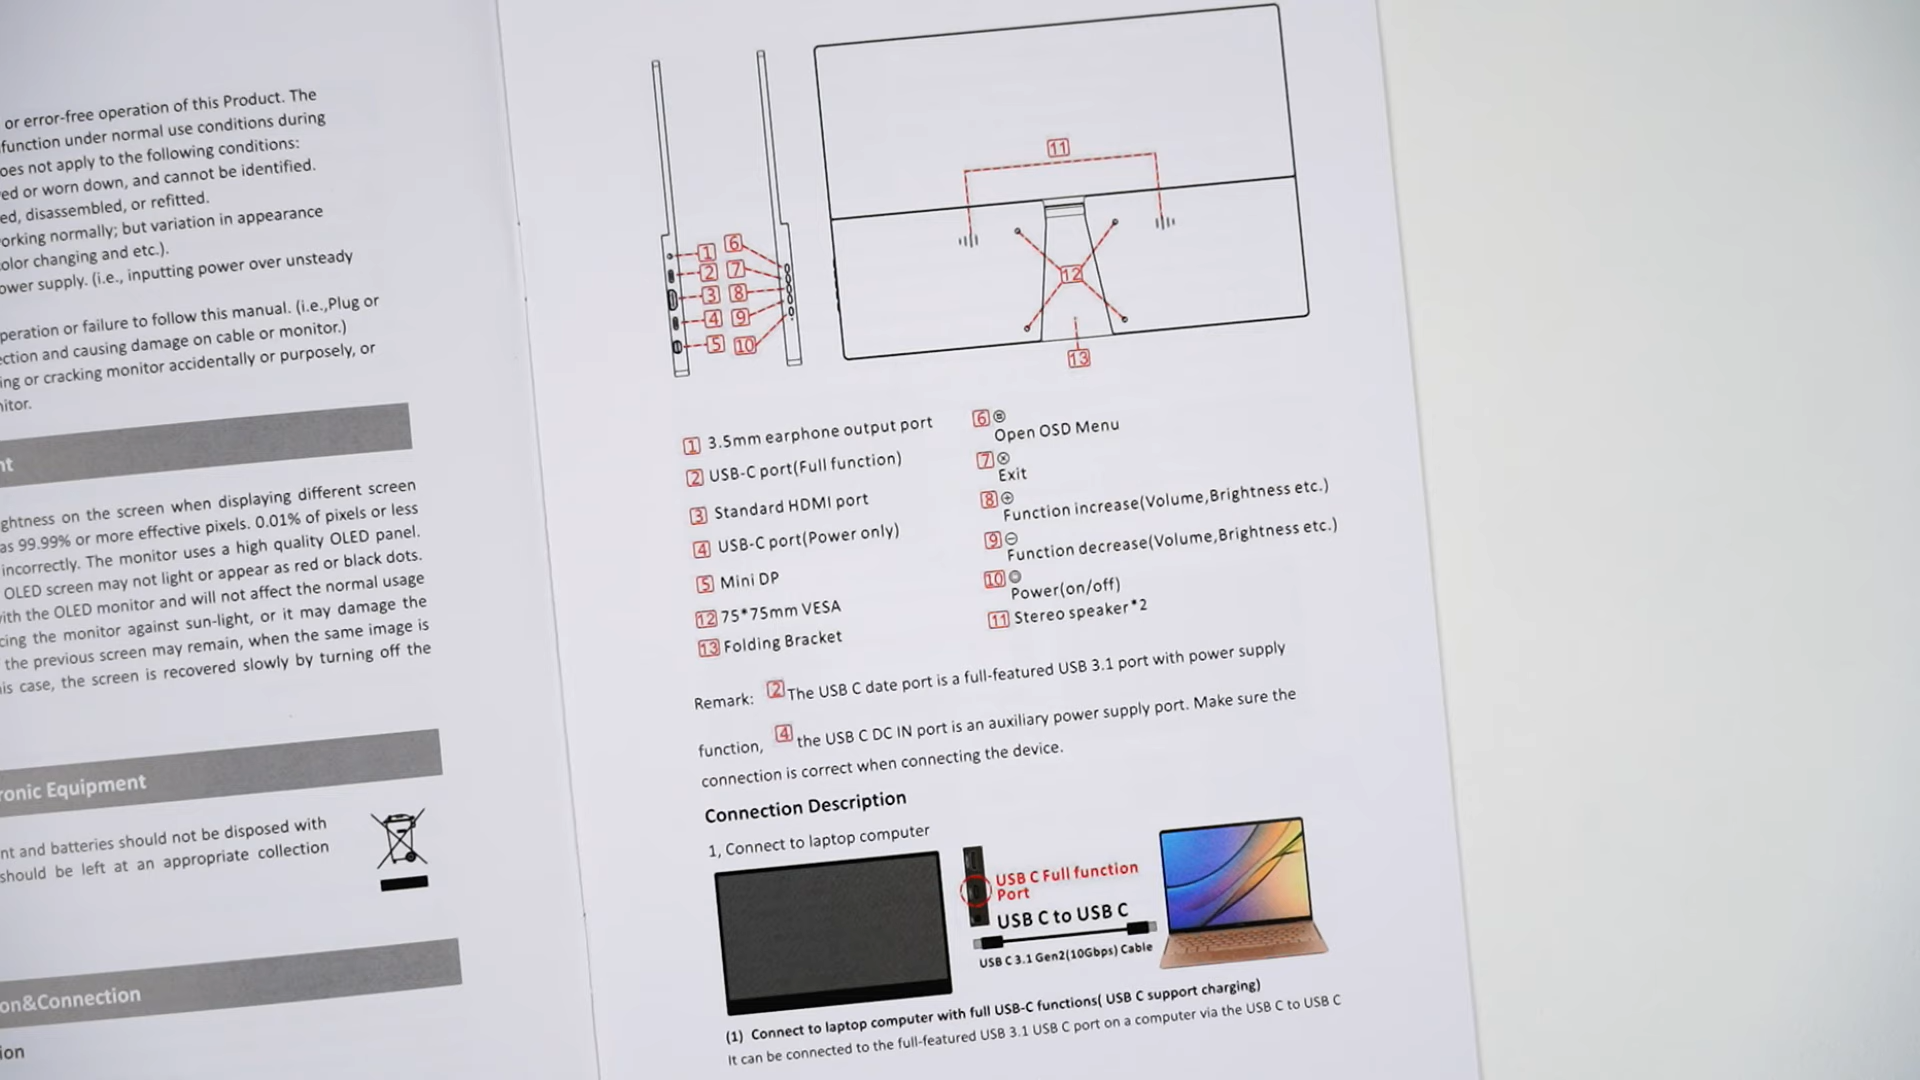 or error-free operation of this Product. The
function under normal use conditions during
oes not apply to the following conditions:
ed or worn down, and cannot be identified.
ed, disassembled, or refitted.
orking normally; but variation in appearance
olor changing and etc.).
ower supply. (i.e., inputting power over unsteady
peration or failure to follow this manual. (i.e.,Plug or
ection and causing damage on cable or monitor.)
ing or cracking monitor accidentally or purposely, or
nitor.
nt
ghtness on the screen when displaying different screen
as 99.99% or more effective pixels. 0.01% of pixels or less
incorrectly. The monitor uses a high quality OLED panel.
OLED screen may not light or appear as red or black dots.
with the OLED monitor and will not affect the normal usage
cing the monitor against sun-light, or it may damage the
the previous screen may remain, when the same image is
is case, the screen is recovered slowly by turning off the
ronic Equipment
nt and batteries should not be disposed with
should be left at an appropriate collection
on&Connection
ion
1
2
3
4
5
6
7
8
9
10
11
12
13
1 3.5mm earphone output port
2 USB-C port(Full function)
3 Standard HDMI port
4 USB-C port(Power only)
5 Mini DP
12 75*75mm VESA
13 Folding Bracket
6
Open OSD Menu
7
Exit
8
Function increase(Volume,Brightness etc.)
9
Function decrease(Volume,Brightness etc.)
10
Power(on/off)
11 Stereo speaker*2
Remark: 2 The USB C date port is a full-featured USB 3.1 port with power supply
function, 4 the USB C DC IN port is an auxiliary power supply port. Make sure the
connection is correct when connecting the device.
Connection Description
1, Connect to laptop computer
USB C Full function
Port
USB C to USB C
USB C 3.1 Gen2(10Gbps) Cable
(1) Connect to laptop computer with full USB-C functions( USB C support charging)
It can be connected to the full-featured USB 3.1 USB C port on a computer via the USB C to USB C